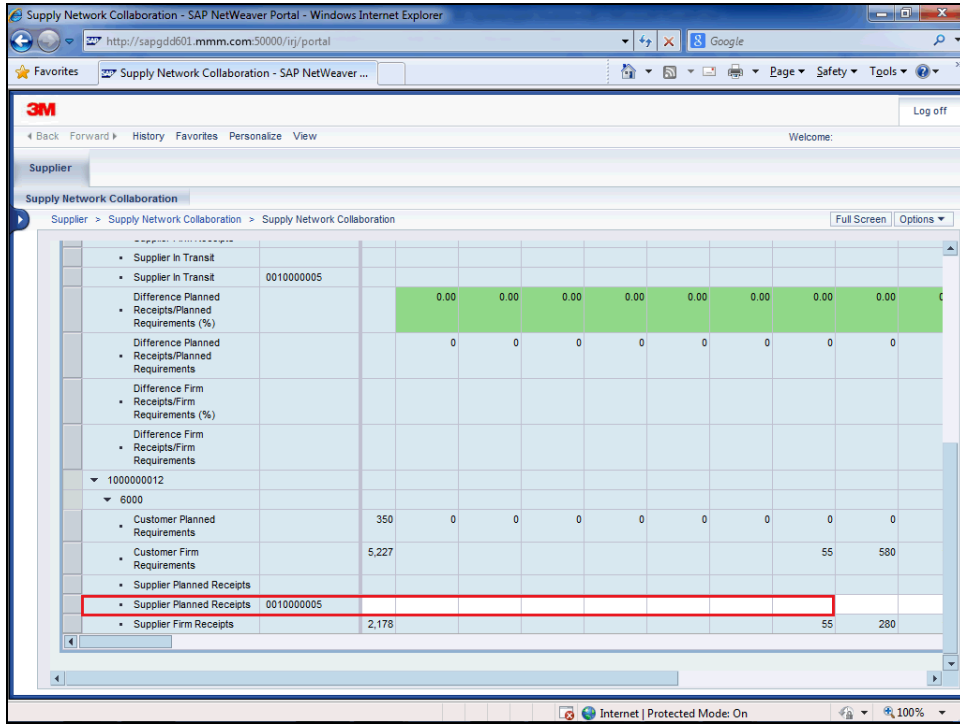 Supply Network Collaboration - SAP NetWeaver Portal - Windows Internet Explorer
http://sapgdd601.mmm.com:50000/irj/portal
Google
Favorites
Supply Network Collaboration - SAP NetWeaver ...
Page Safety Tools
3M
Log off
Back Forward History Favorites Personalize View
Welcome:
Supplier
Supply Network Collaboration
Supplier > Supply Network Collaboration > Supply Network Collaboration
Full Screen Options
Supplier In Transit
Supplier In Transit 0010000005
Difference Planned 0.00 0.00 0.00 0.00 0.00 0.00 0.00 0.00
Receipts/Planned
Requirements (%)
Difference Planned 0 0 0 0 0 0 0 0
Receipts/Planned
Requirements
Difference Firm
Receipts/Firm
Requirements (%)
Difference Firm
Receipts/Firm
Requirements
1000000012
6000
Customer Planned 350 0 0 0 0 0 0 0 0
Requirements
Customer Firm 5,227 55 580
Requirements
Supplier Planned Receipts
Supplier Planned Receipts 0010000005
Supplier Firm Receipts 2,178 55 280
Internet | Protected Mode: On
100%